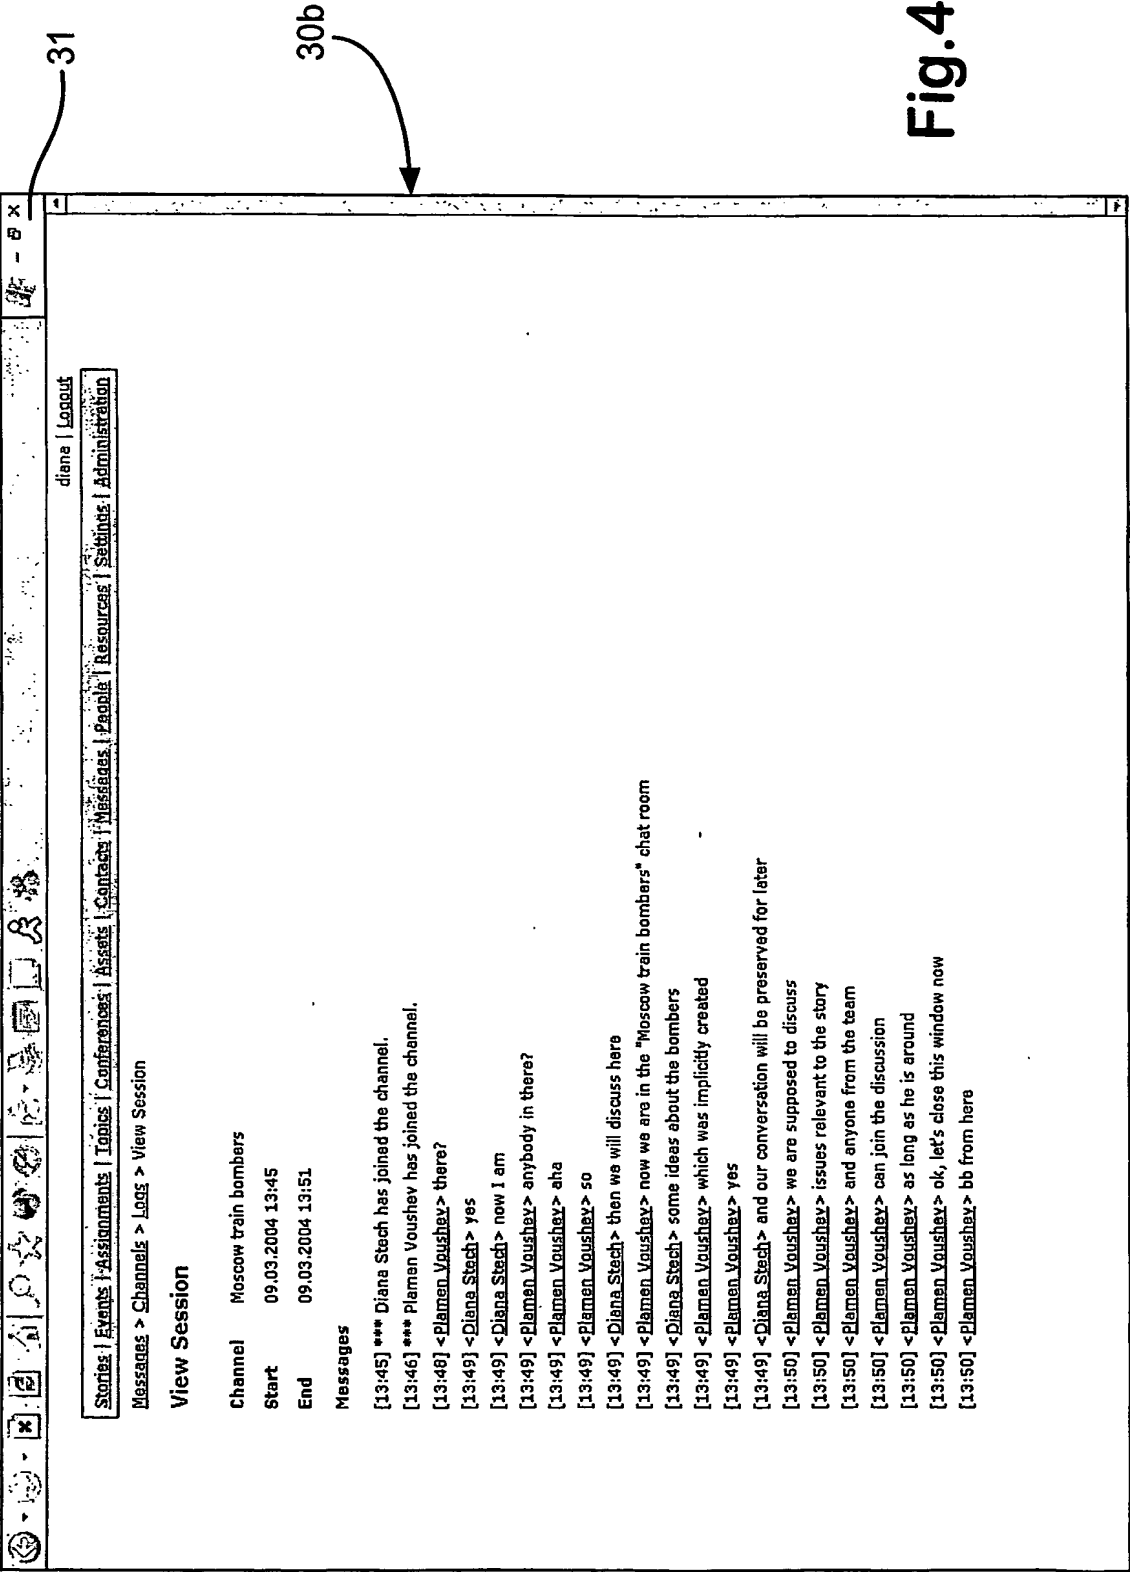 31
30b
Fig.4
diana | Logout
Stories | Events | Assignments | Topics | Conferences | Assets | Contacts | Messages | People | Resources | Settings | Administration
Messages > Channels > Logs > View Session
View Session
Channel Moscow train bombers
Start 09.03.2004 13:45
End 09.03.2004 13:51
Messages
[13:45] *** Diana Stech has joined the channel.
[13:46] *** Plamen Voushev has joined the channel.
[13:48] <Plamen Voushev> there?
[13:49] <Diana Stech> yes
[13:49] <Diana Stech> now I am
[13:49] <Plamen Voushev> anybody in there?
[13:49] <Plamen Voushev> aha
[13:49] <Plamen Voushev> so
[13:49] <Diana Stech> then we will discuss here
[13:49] <Plamen Voushev> now we are in the "Moscow train bombers" chat room
[13:49] <Diana Stech> some ideas about the bombers
[13:49] <Plamen Voushev> which was implicitly created
[13:49] <Plamen Voushev> yes
[13:49] <Diana Stech> and our conversation will be preserved for later
[13:50] <Plamen Voushev> we are supposed to discuss
[13:50] <Plamen Voushev> issues relevant to the story
[13:50] <Plamen Voushev> and anyone from the team
[13:50] <Plamen Voushev> can join the discussion
[13:50] <Plamen Voushev> as long as he is around
[13:50] <Plamen Voushev> ok, let's close this window now
[13:50] <Plamen Voushev> bb from here